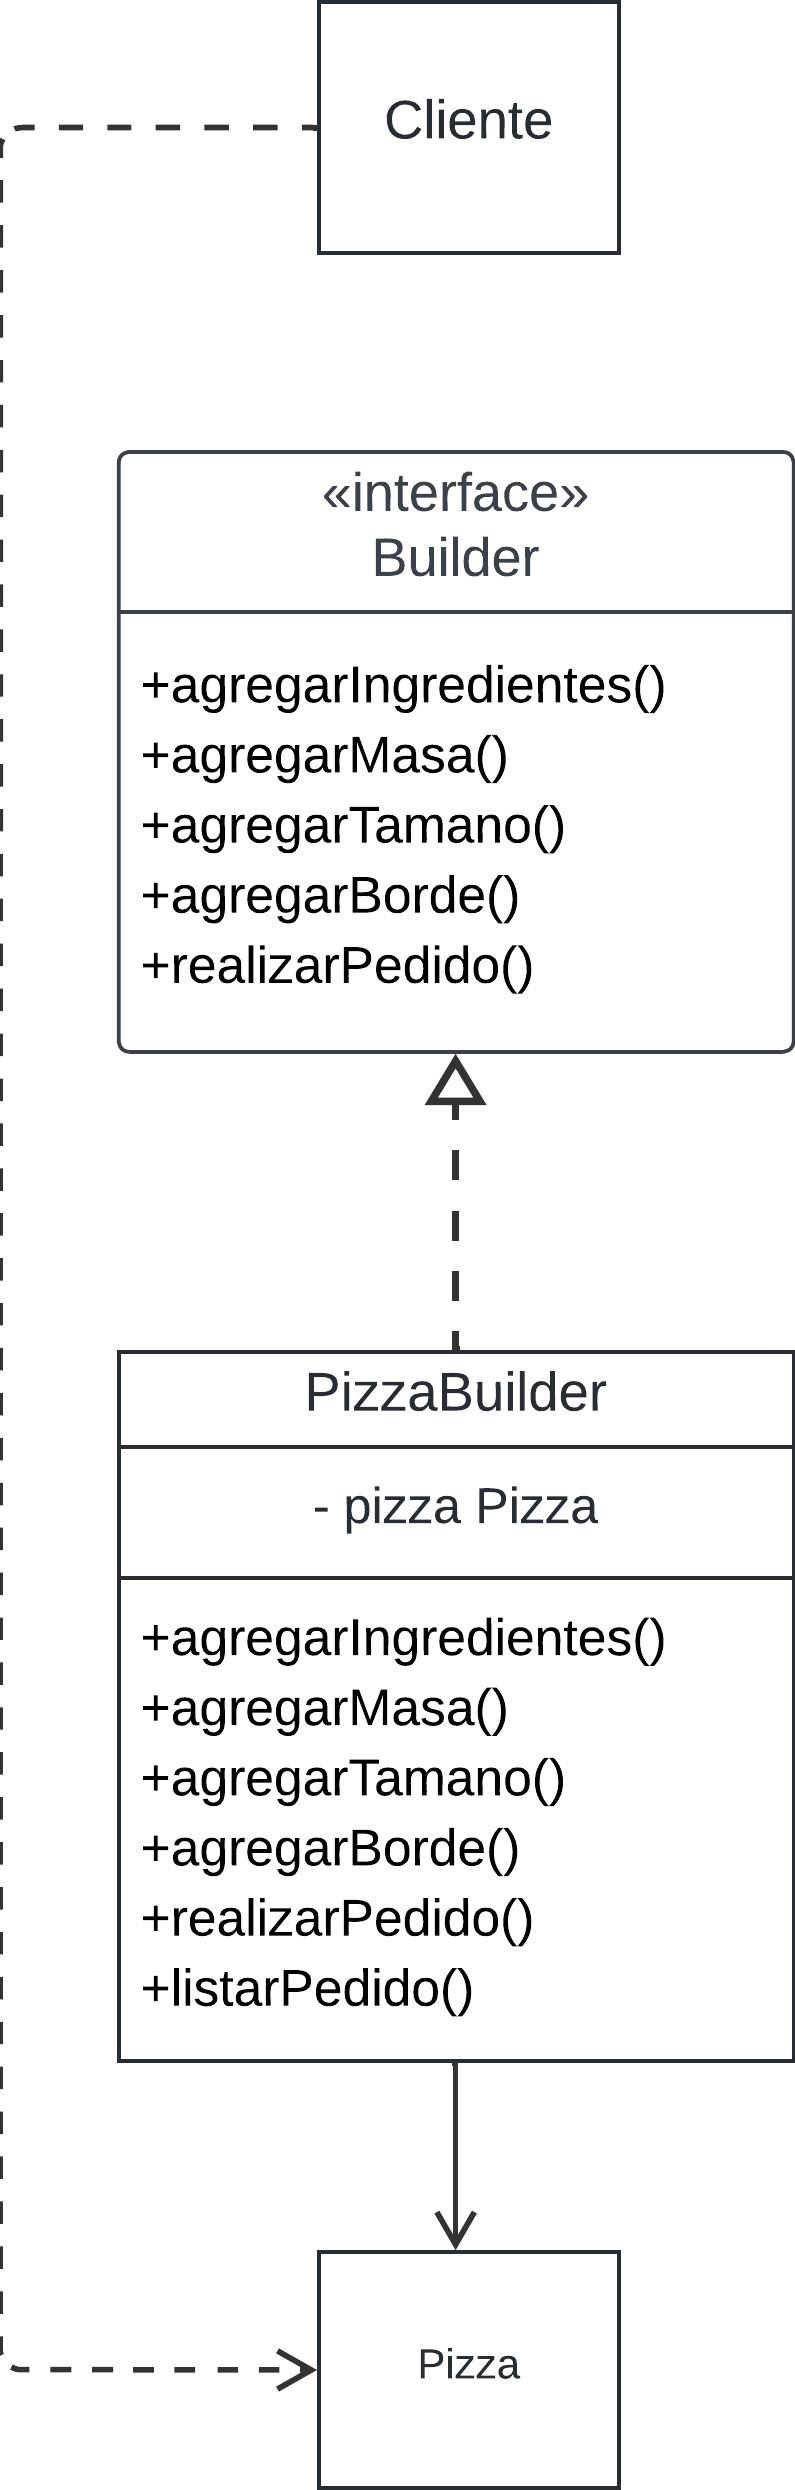 Cliente
«interface»
Builder
+agregarIngredientes()
+agregarMasa()
+agregarTamano()
+agregarBorde()
+realizarPedido()
PizzaBuilder
- pizza Pizza
+agregarIngredientes()
+agregarMasa()
+agregarTamano()
+agregarBorde()
+realizarPedido()
+listarPedido()
Pizza